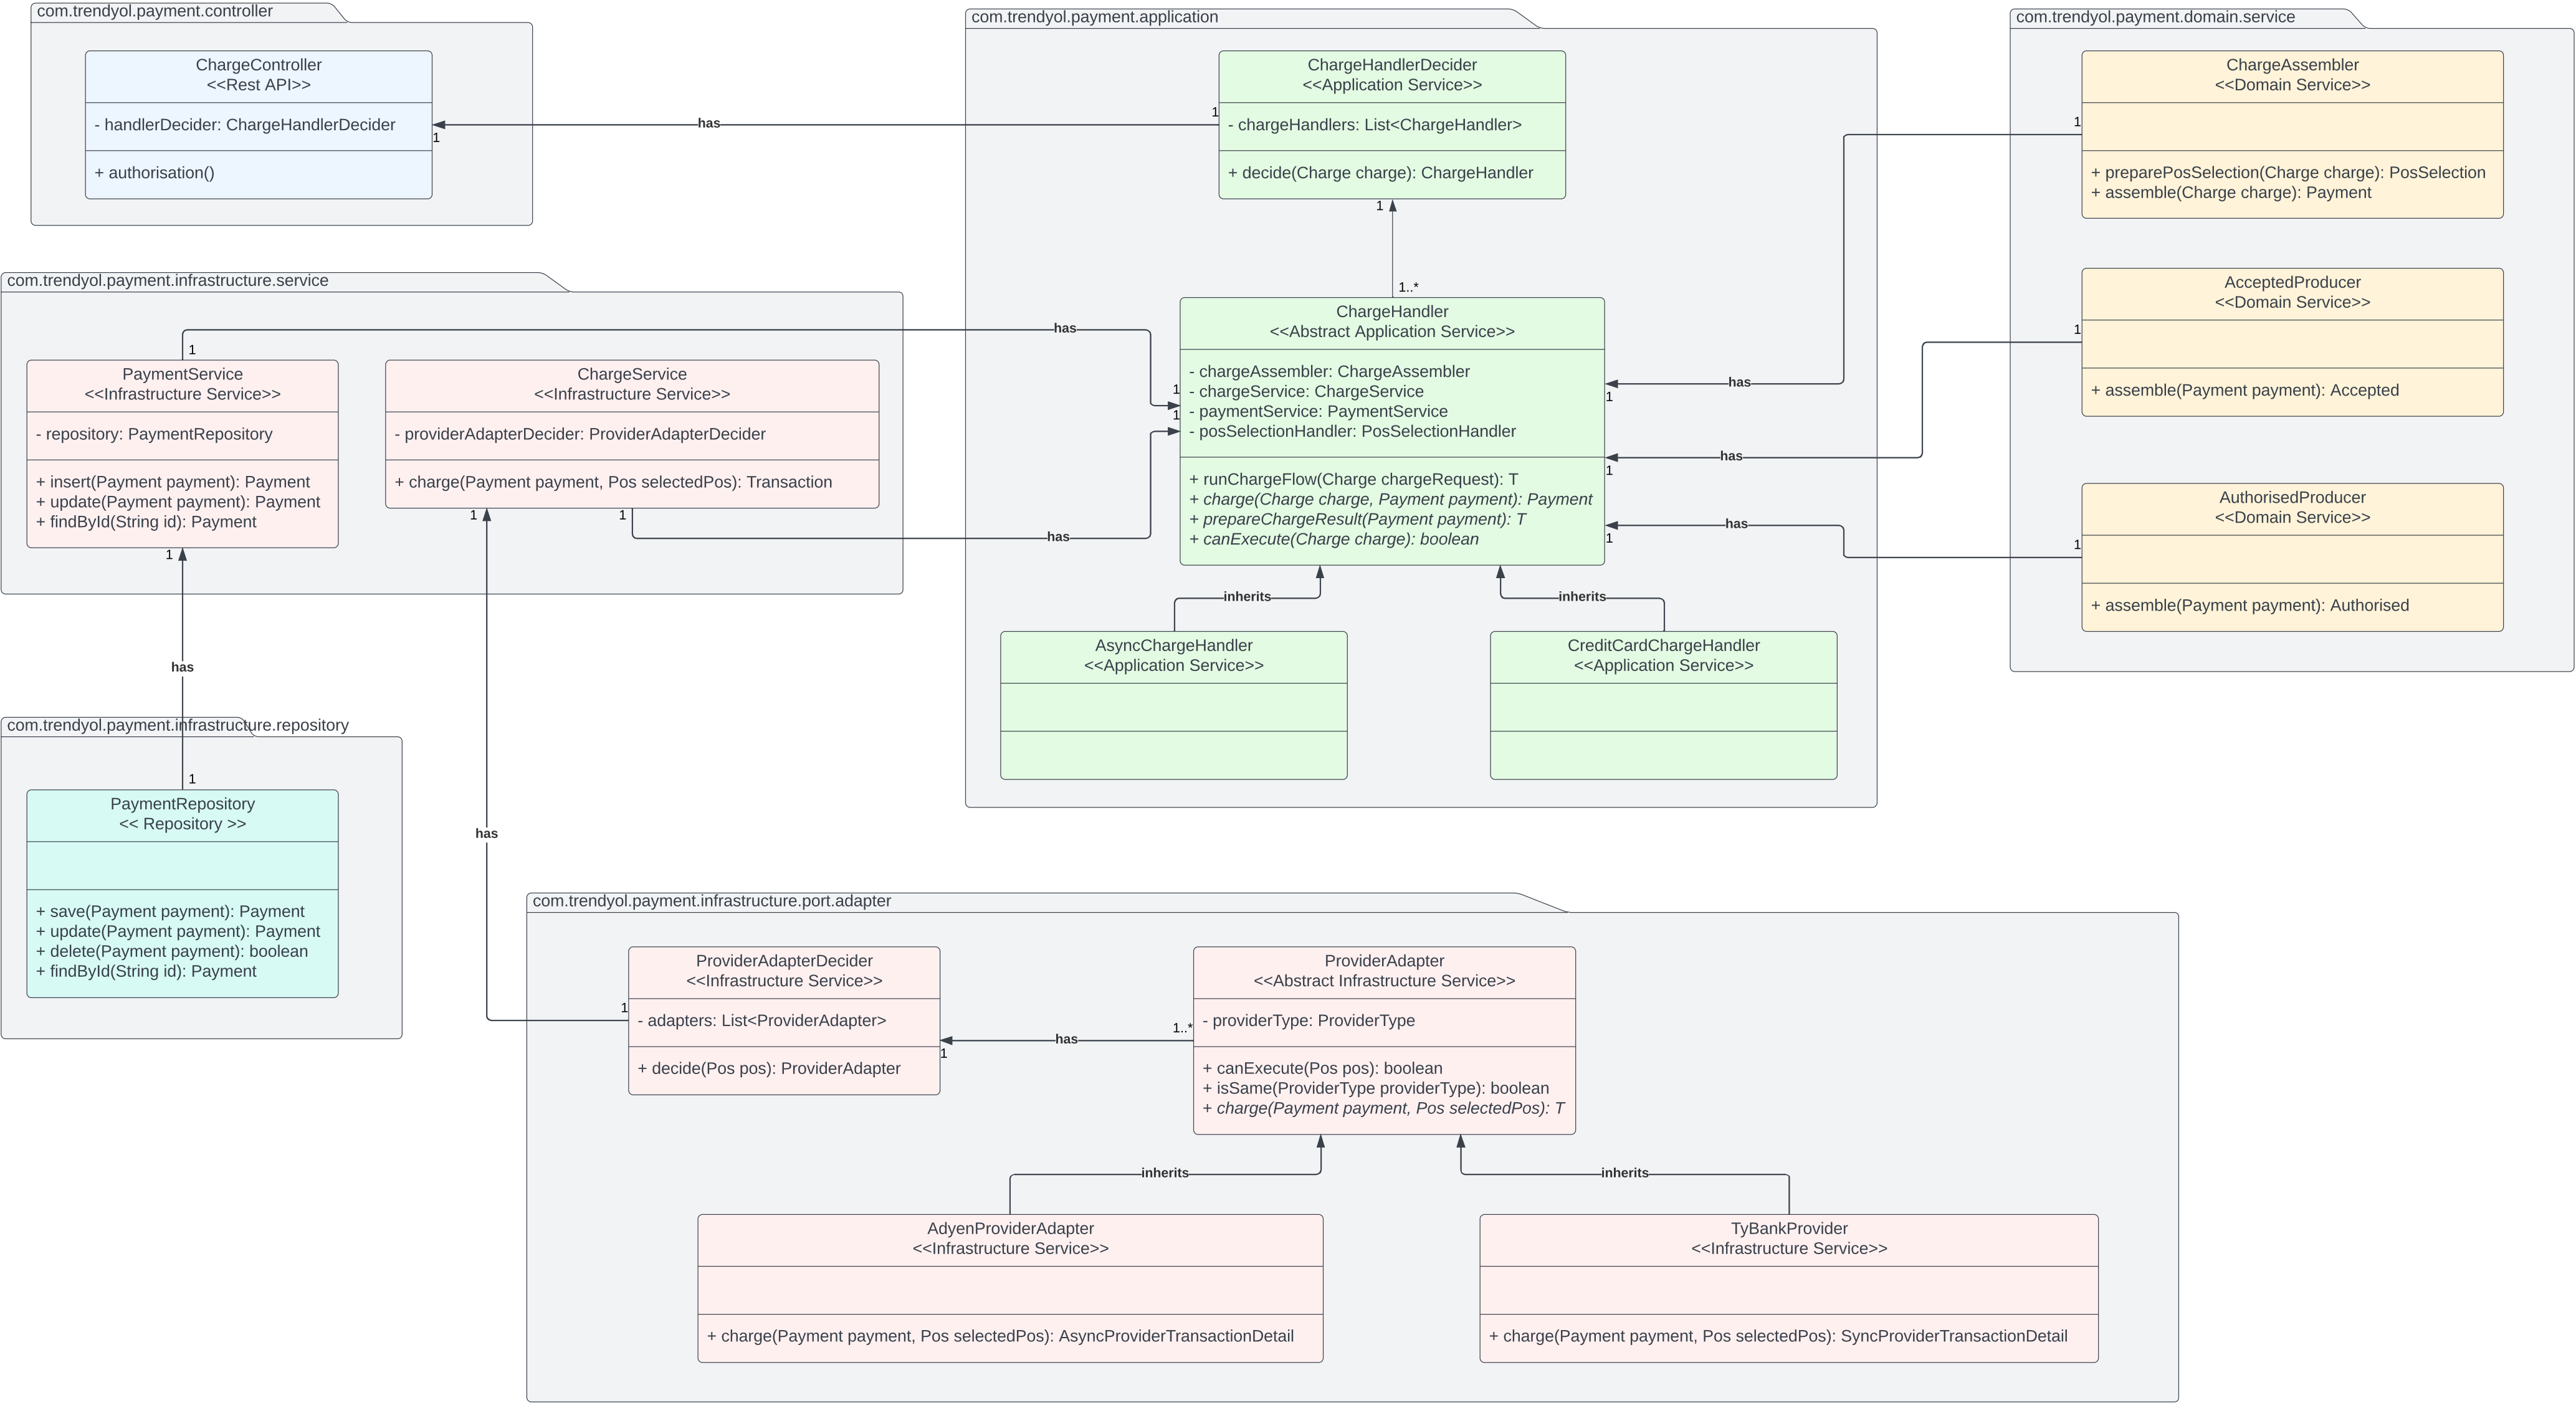 com.trendyol.payment.controller
ChargeController
<<Rest API>>
- handlerDecider: ChargeHandlerDecider
+ authorisation()
1
has
1
com.trendyol.payment.application
ChargeHandlerDecider
<<Application Service>>
- chargeHandlers: List<ChargeHandler>
+ decide(Charge charge): ChargeHandler
1
1..*
ChargeHandler
<<Abstract Application Service>>
- chargeAssembler: ChargeAssembler
- chargeService: ChargeService
- paymentService: PaymentService
- posSelectionHandler: PosSelectionHandler
+ runChargeFlow(Charge chargeRequest): T
+ charge(Charge charge, Payment payment): Payment
+ prepareChargeResult(Payment payment): T
+ canExecute(Charge charge): boolean
inherits
inherits
AsyncChargeHandler
<<Application Service>>
CreditCardChargeHandler
<<Application Service>>
com.trendyol.payment.domain.service
ChargeAssembler
<<Domain Service>>
+ preparePosSelection(Charge charge): PosSelection
+ assemble(Charge charge): Payment
1
has
1
AcceptedProducer
<<Domain Service>>
+ assemble(Payment payment): Accepted
1
has
1
AuthorisedProducer
<<Domain Service>>
+ assemble(Payment payment): Authorised
1
has
1
com.trendyol.payment.infrastructure.service
1
has
1
PaymentService
<<Infrastructure Service>>
- repository: PaymentRepository
+ insert(Payment payment): Payment
+ update(Payment payment): Payment
+ findById(String id): Payment
ChargeService
<<Infrastructure Service>>
- providerAdapterDecider: ProviderAdapterDecider
+ charge(Payment payment, Pos selectedPos): Transaction
1
1
has
1
1
has
com.trendyol.payment.infrastructure.repository
1
PaymentRepository
<< Repository >>
+ save(Payment payment): Payment
+ update(Payment payment): Payment
+ delete(Payment payment): boolean
+ findById(String id): Payment
has
com.trendyol.payment.infrastructure.port.adapter
1
ProviderAdapterDecider
<<Infrastructure Service>>
- adapters: List<ProviderAdapter>
+ decide(Pos pos): ProviderAdapter
1
has
1..*
ProviderAdapter
<<Abstract Infrastructure Service>>
- providerType: ProviderType
+ canExecute(Pos pos): boolean
+ isSame(ProviderType providerType): boolean
+ charge(Payment payment, Pos selectedPos): T
inherits
inherits
AdyenProviderAdapter
<<Infrastructure Service>>
+ charge(Payment payment, Pos selectedPos): AsyncProviderTransactionDetail
TyBankProvider
<<Infrastructure Service>>
+ charge(Payment payment, Pos selectedPos): SyncProviderTransactionDetail